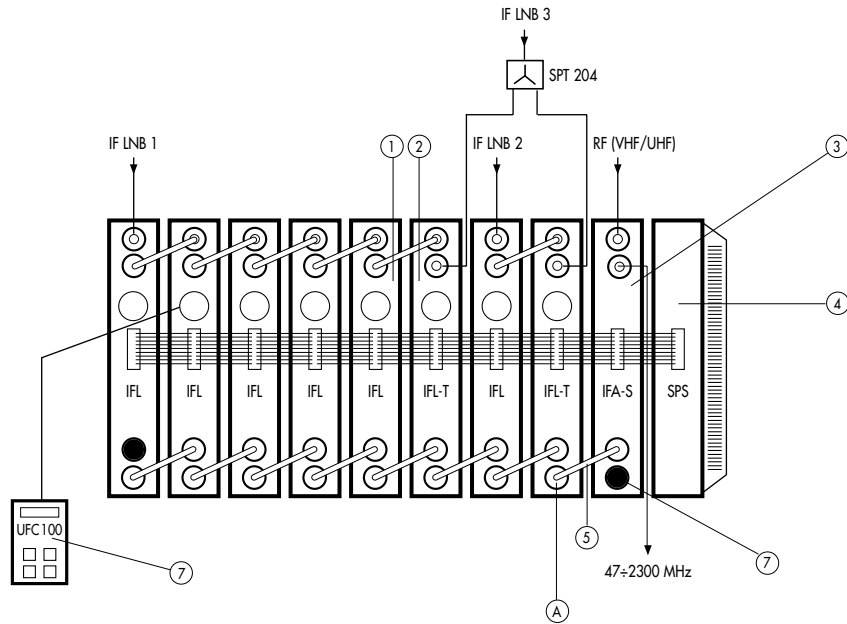 IF LNB 3
SPT 204
IF LNB 1
1
2
IF LNB 2
RF (VHF/UHF)
3
4
IFL
IFL
IFL
IFL
IFL
IFL-T
IFL
IFL-T
IFA-S
SPS
UFC100
7
5
7
47÷2300 MHz
A